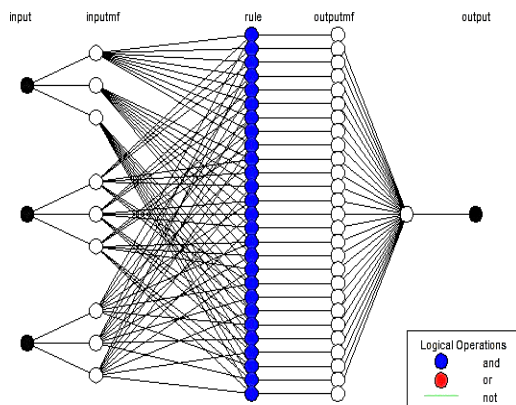 input inputmf rule outputmf output
Logical Operations
and
or
not